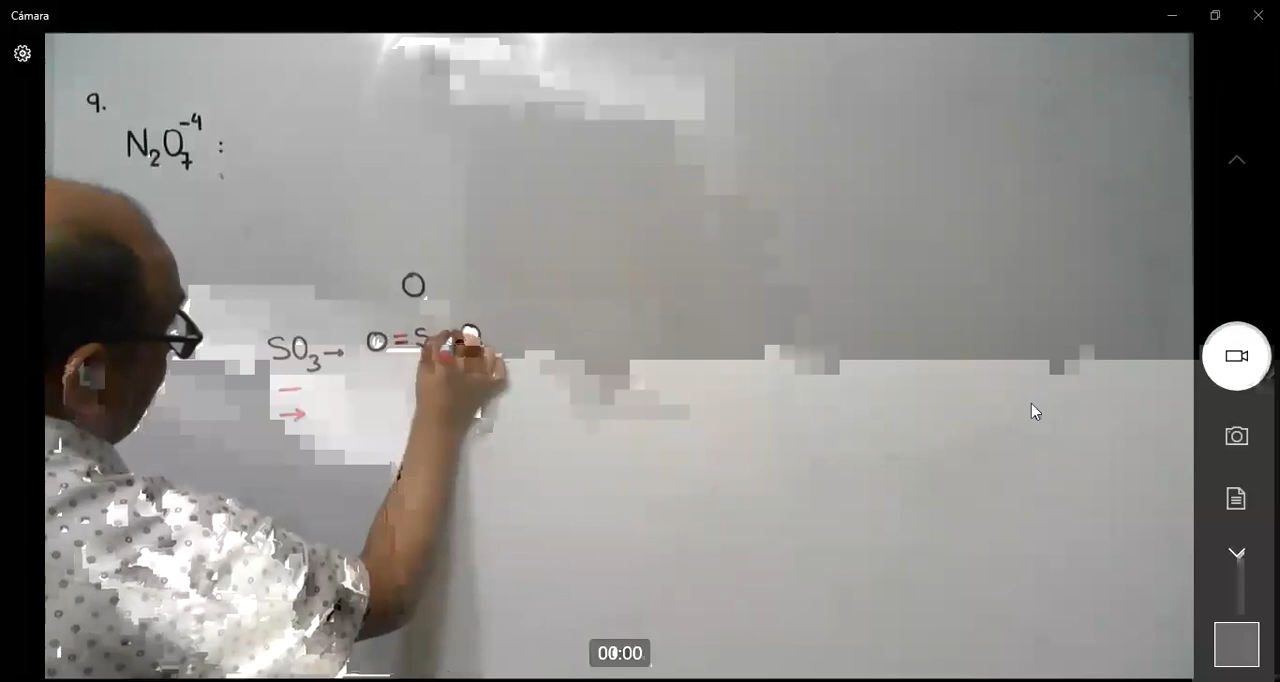 Cámara
9.
N₂O₇⁻⁴ :
O
SO₃ → O = S
−
→
00:00